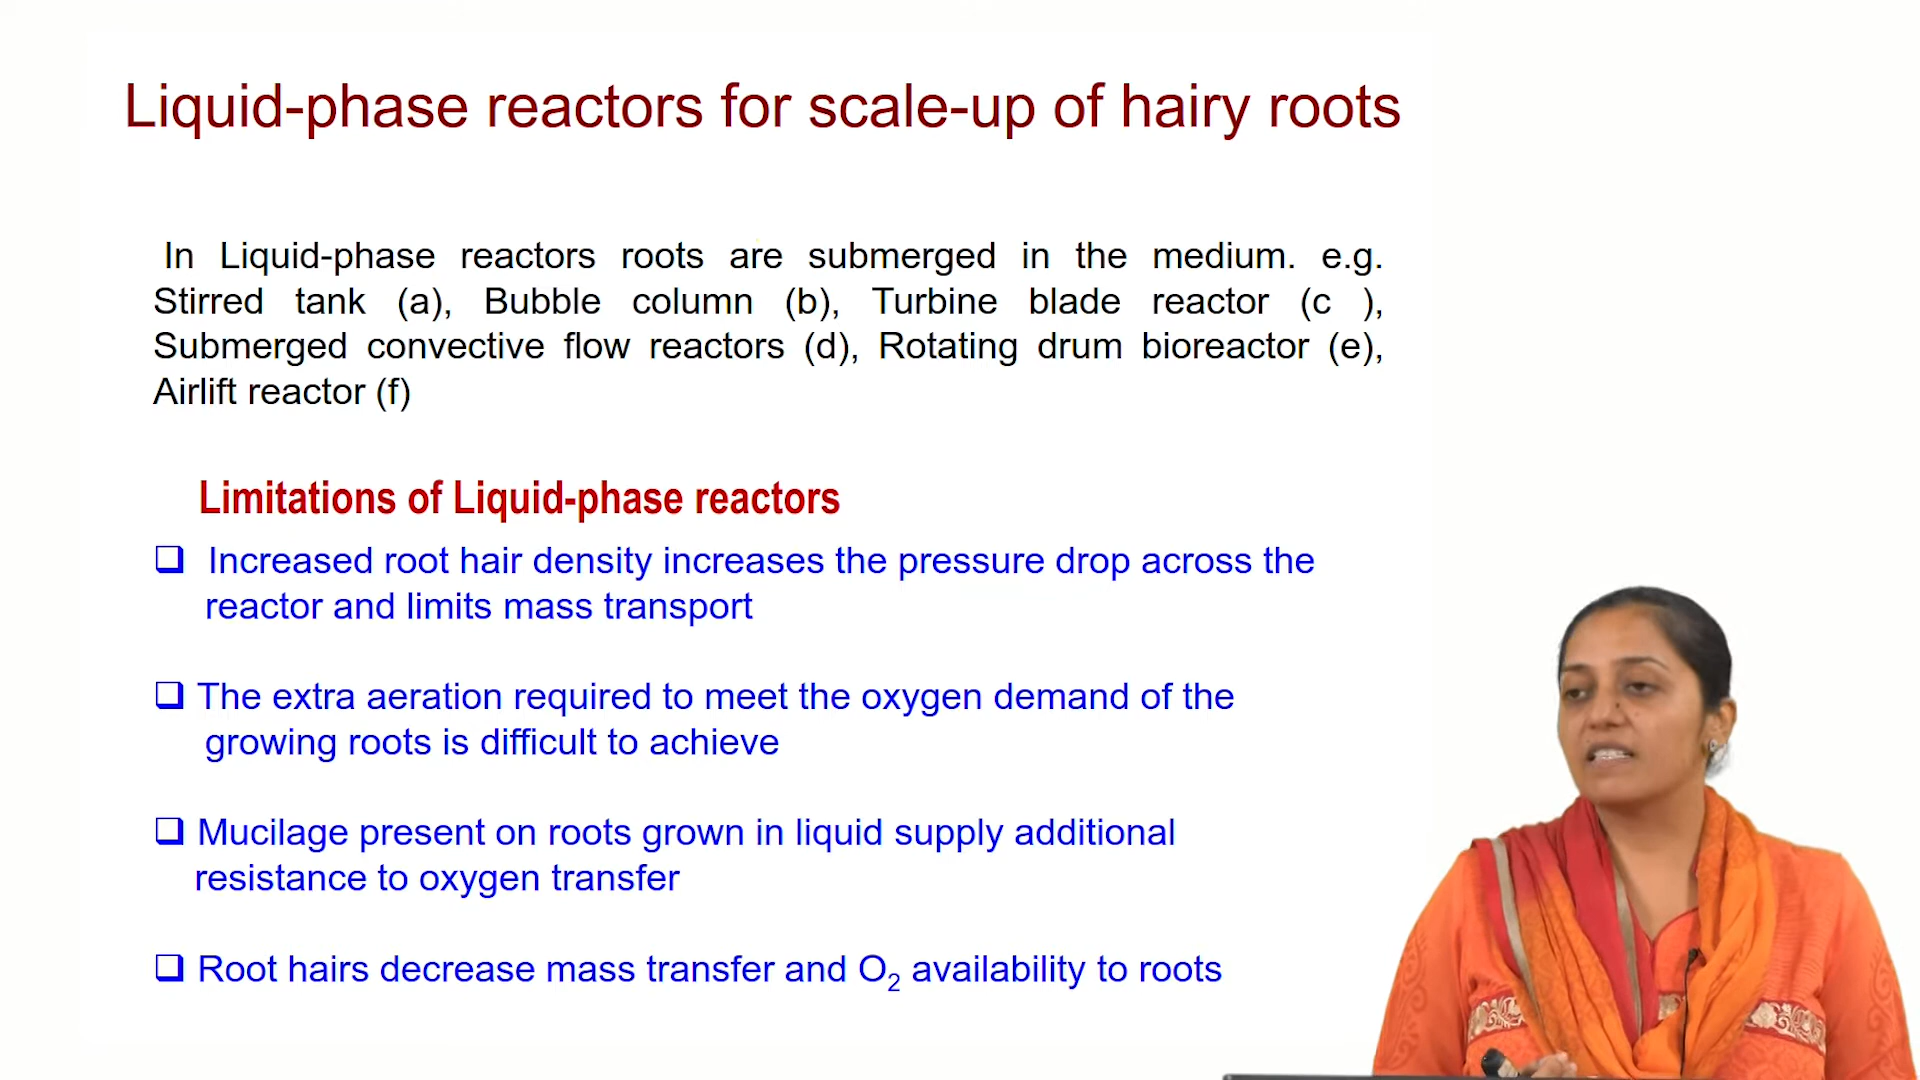 Liquid-phase reactors for scale-up of hairy roots
In Liquid-phase reactors roots are submerged in the medium. e.g.
Stirred tank (a), Bubble column (b), Turbine blade reactor (c ),
Submerged convective flow reactors (d), Rotating drum bioreactor (e),
Airlift reactor (f)
Limitations of Liquid-phase reactors
❑ Increased root hair density increases the pressure drop across the
reactor and limits mass transport
❑ The extra aeration required to meet the oxygen demand of the
growing roots is difficult to achieve
❑ Mucilage present on roots grown in liquid supply additional
resistance to oxygen transfer
❑ Root hairs decrease mass transfer and O₂ availability to roots